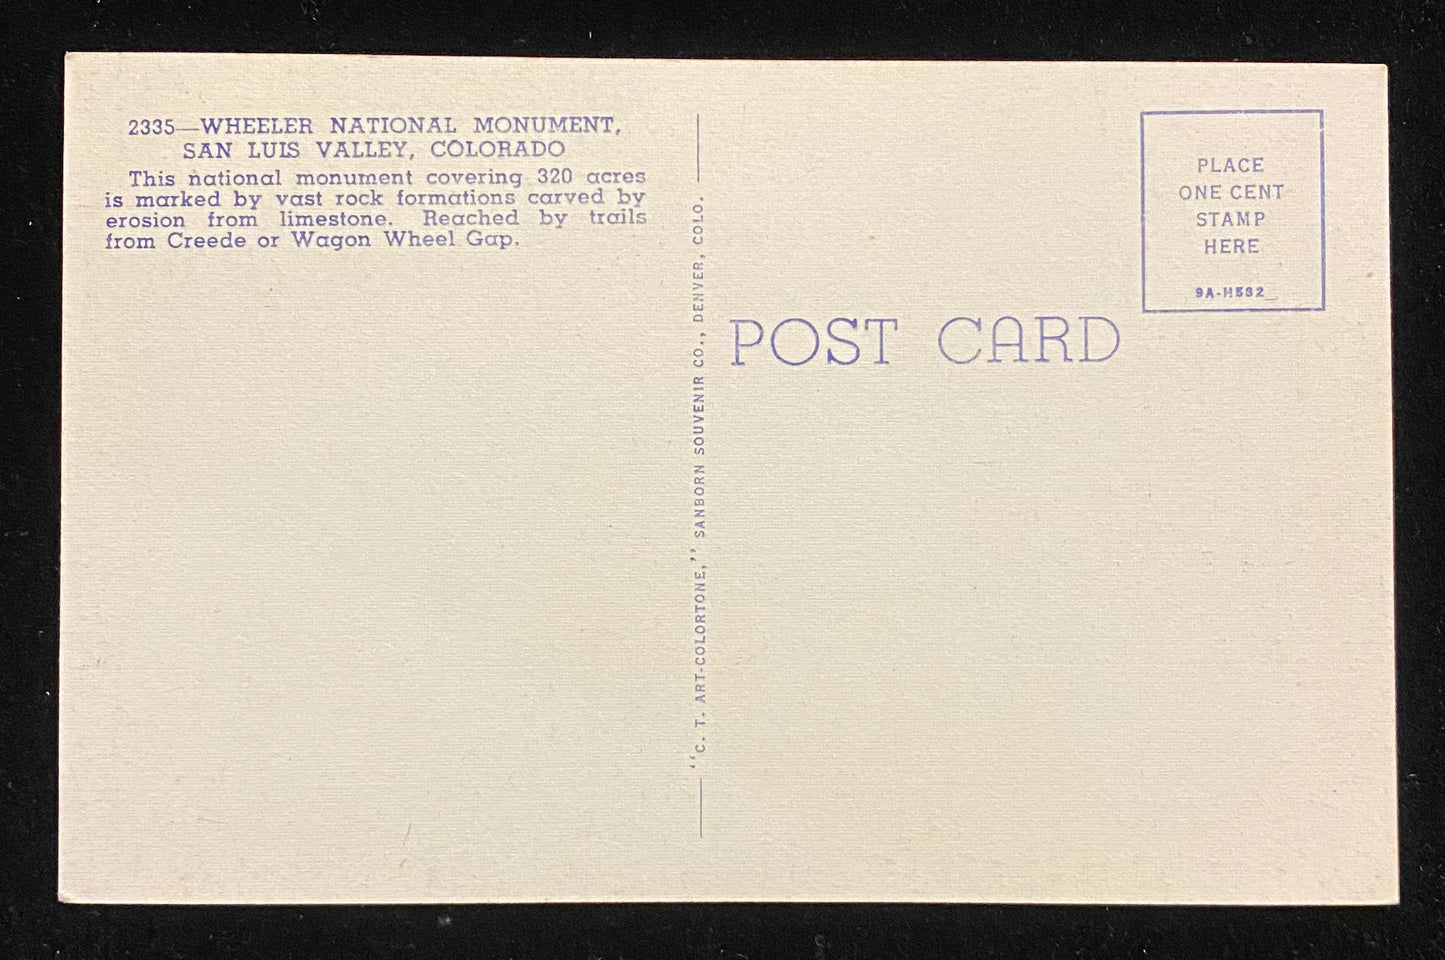 2335—WHEELER NATIONAL MONUMENT,
SAN LUIS VALLEY, COLORADO
This national monument covering 320 acres
is marked by vast rock formations carved by
erosion from limestone. Reached by trails
from Creede or Wagon Wheel Gap.
"C. T. ART-COLORTONE," SANBORN SOUVENIR CO., DENVER, COLO.
POST CARD
PLACE
ONE CENT
STAMP
HERE
9A-H532